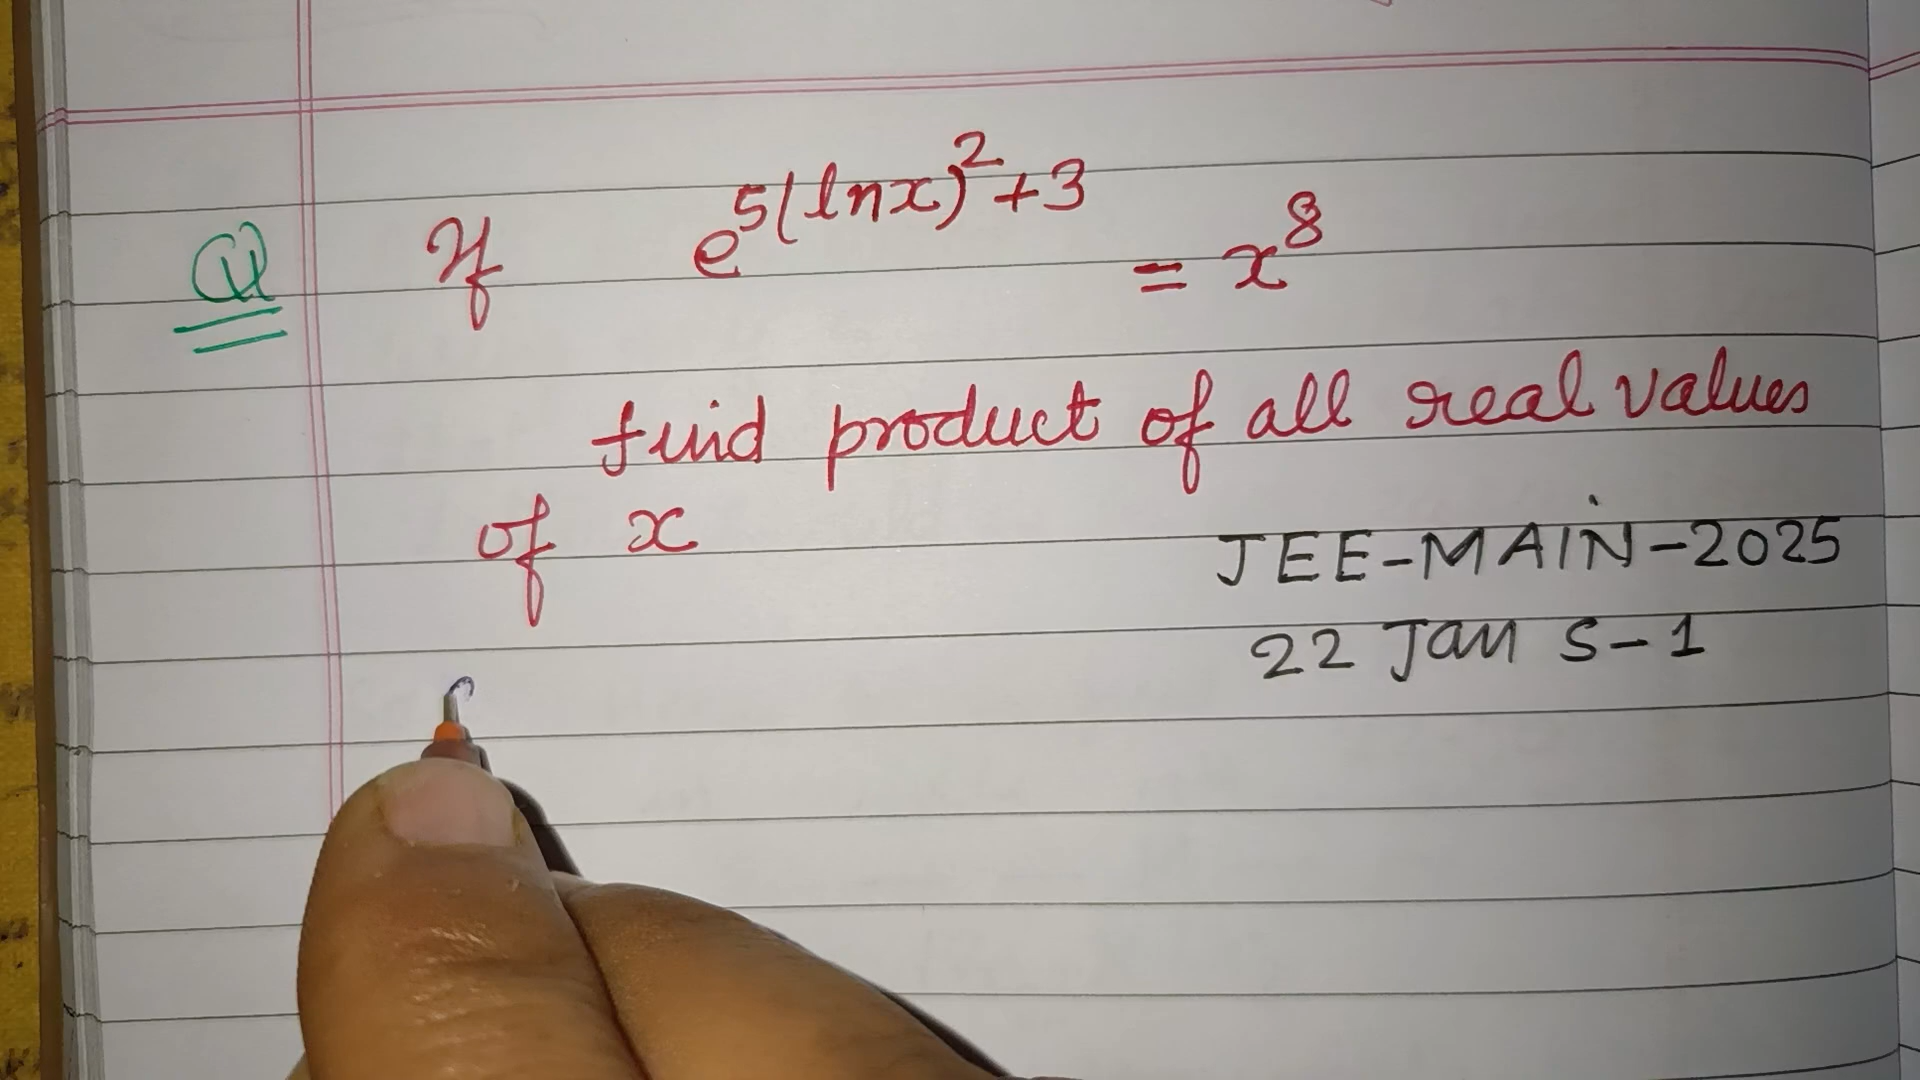 Q If e^5(lnx)^2+3 = x^8
find product of all real values
of x
JEE-MAIN-2025
22 Jan S-1